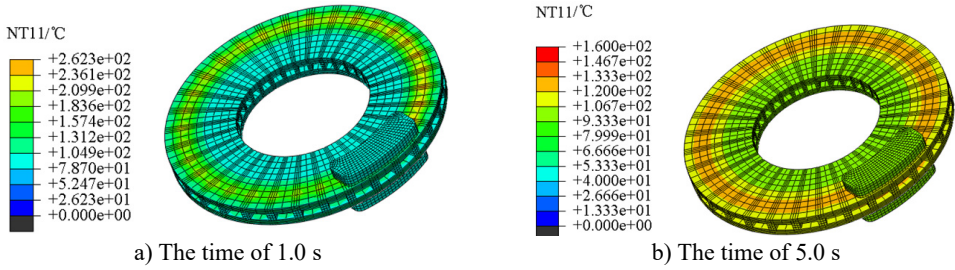 NT11/℃
+2.623e+02
+2.361e+02
+2.099e+02
+1.836e+02
+1.574e+02
+1.312e+02
+1.049e+02
+7.870e+01
+5.247e+01
+2.623e+01
+0.000e+00
a) The time of 1.0 s
NT11/℃
+1.600e+02
+1.467e+02
+1.333e+02
+1.200e+02
+1.067e+02
+9.333e+01
+7.999e+01
+6.666e+01
+5.333e+01
+4.000e+01
+2.666e+01
+1.333e+01
+0.000e+00
b) The time of 5.0 s